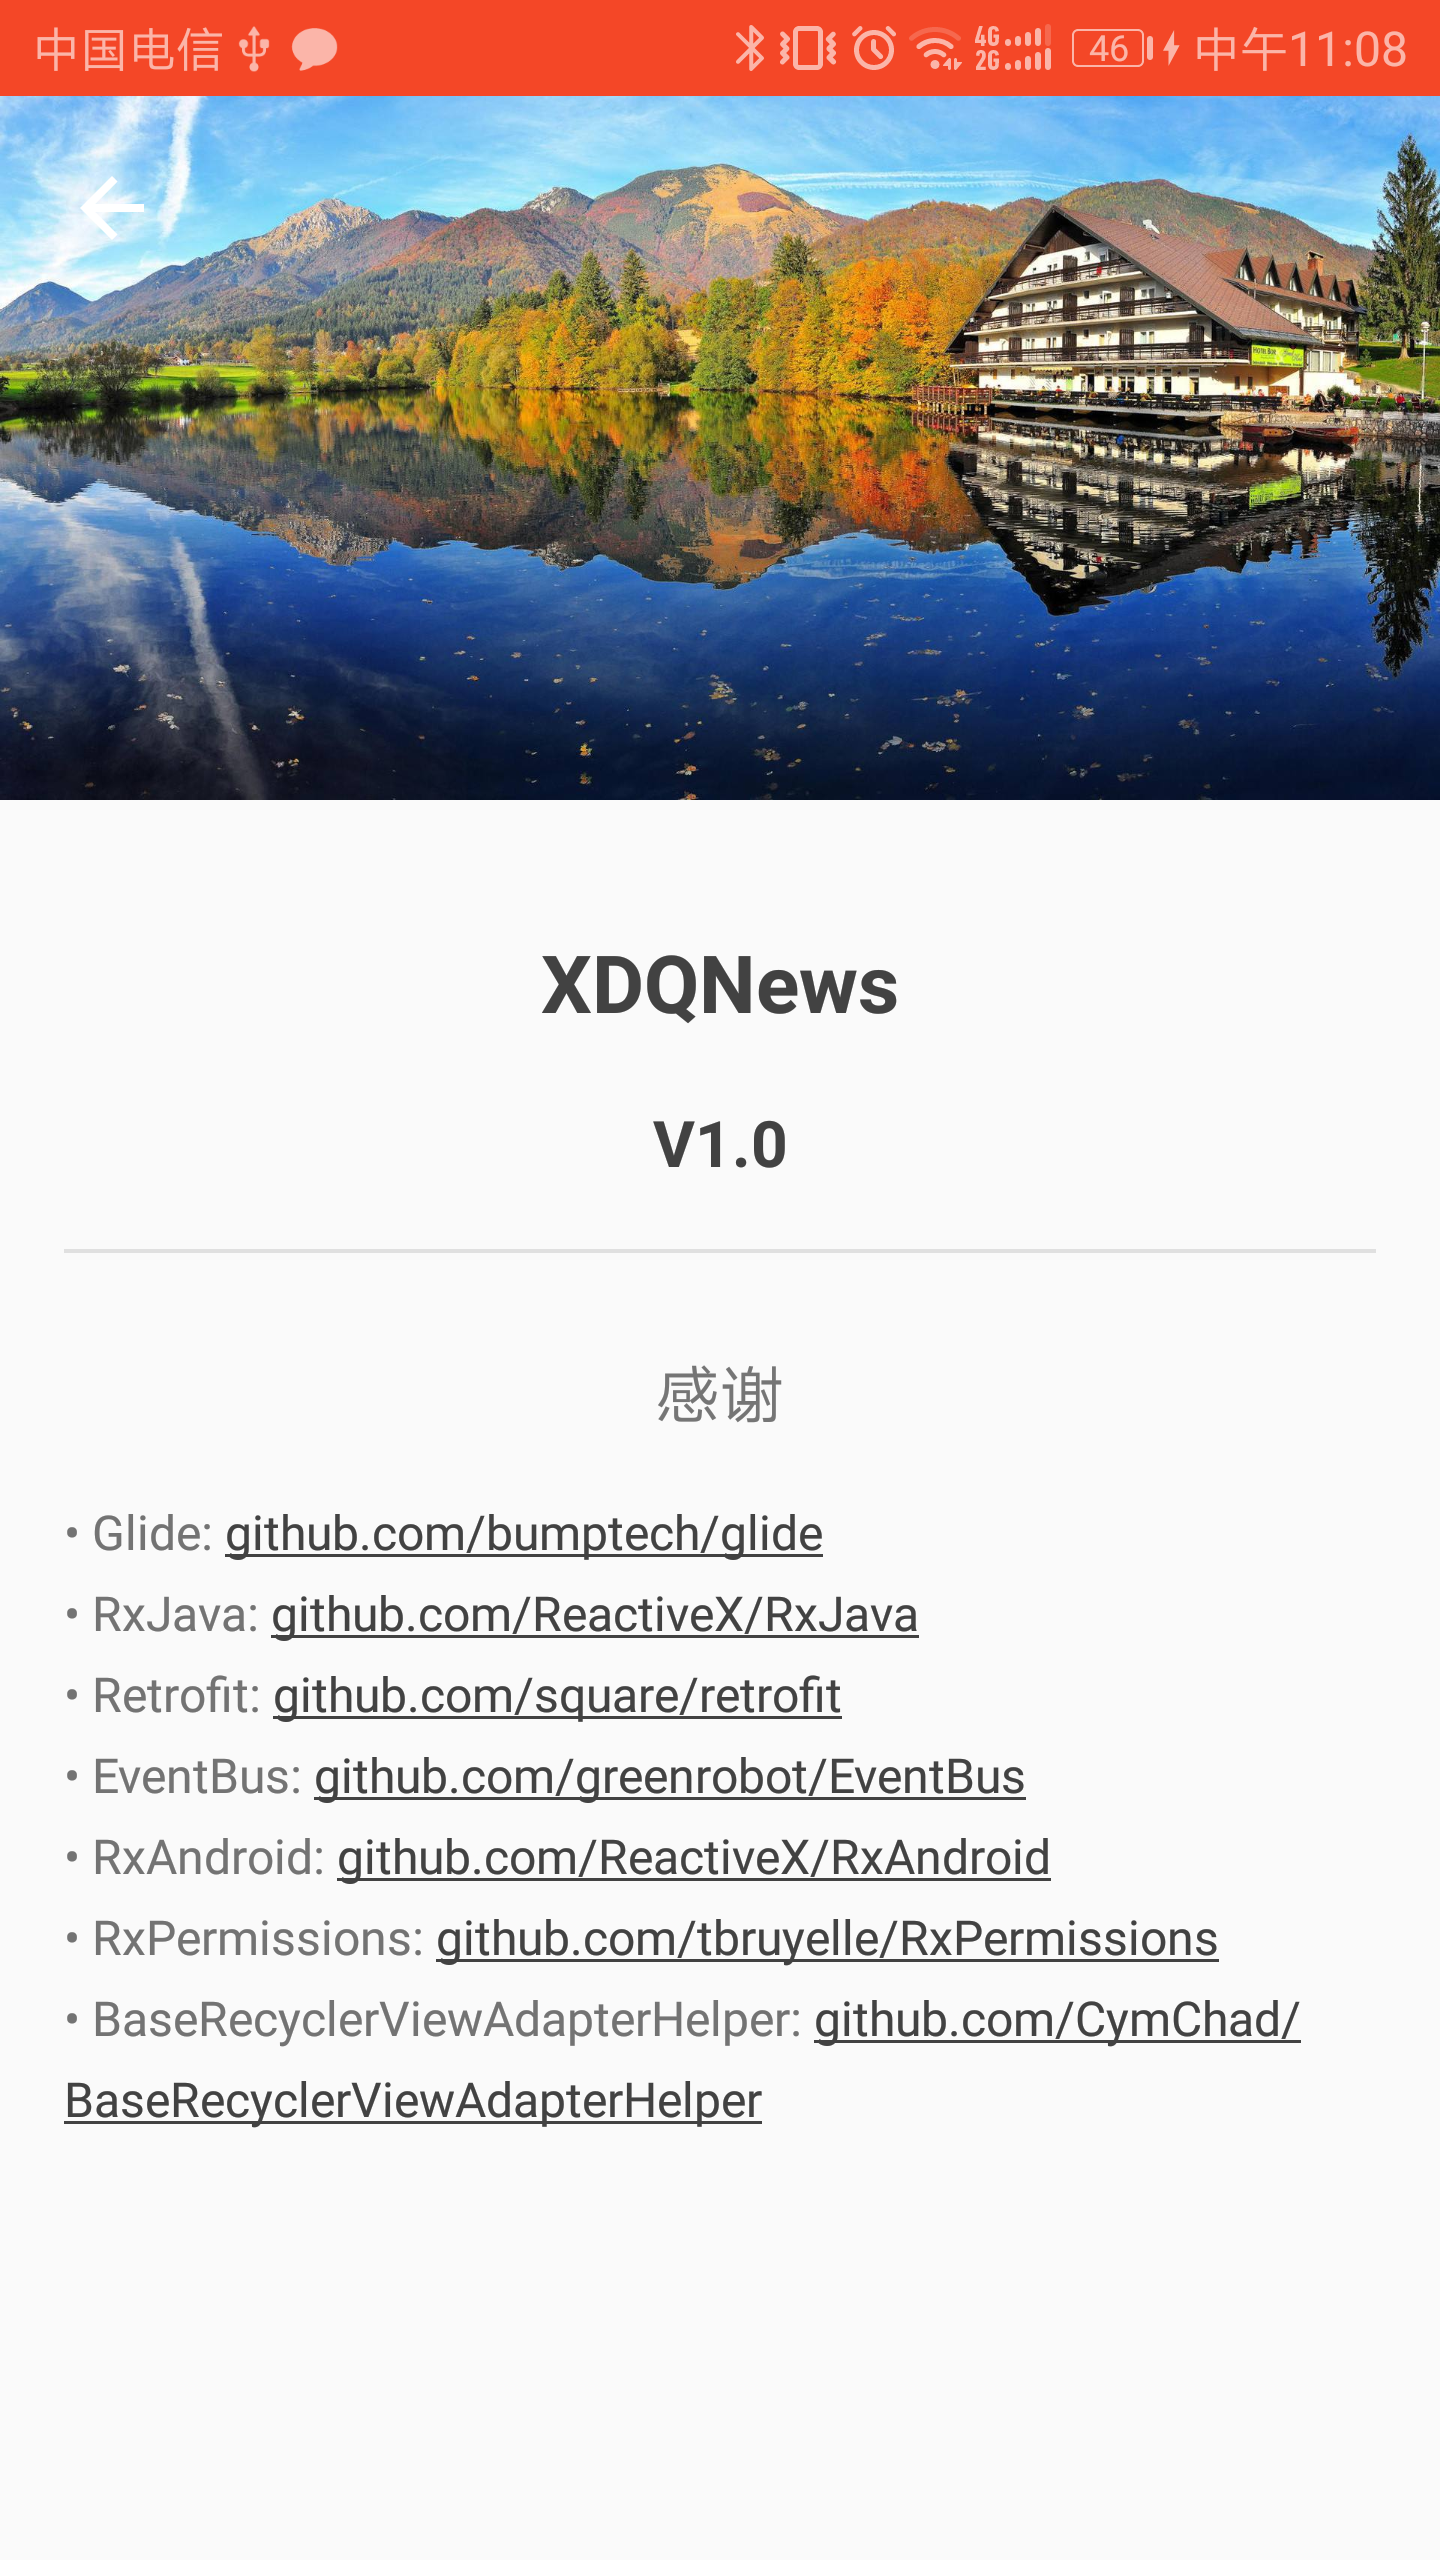 中国电信 4G 2G 46 中午11:08
XDQNews
V1.0
感谢
• Glide: github.com/bumptech/glide
• RxJava: github.com/ReactiveX/RxJava
• Retrofit: github.com/square/retrofit
• EventBus: github.com/greenrobot/EventBus
• RxAndroid: github.com/ReactiveX/RxAndroid
• RxPermissions: github.com/tbruyelle/RxPermissions
• BaseRecyclerViewAdapterHelper: github.com/CymChad/
BaseRecyclerViewAdapterHelper